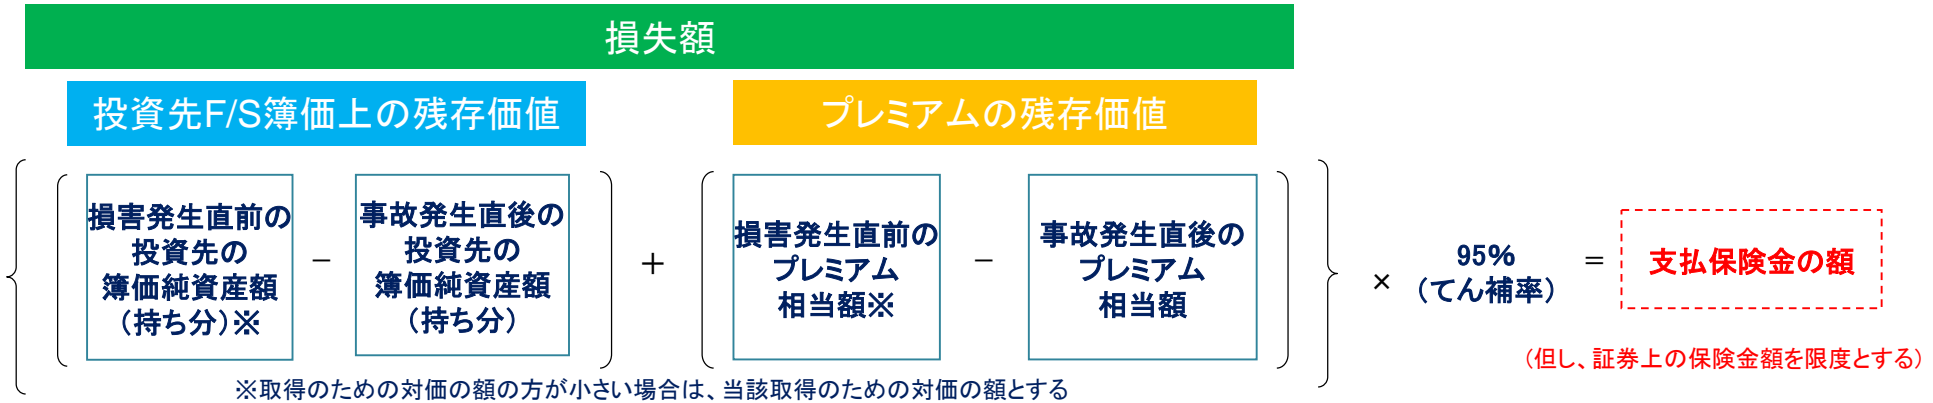 損失額
投資先F/S簿価上の残存価値
プレミアムの残存価値
損害発生直前の
投資先の
簿価純資産額
(持ち分)※
－
事故発生直後の
投資先の
簿価純資産額
(持ち分)
＋
損害発生直前の
プレミアム
相当額※
－
事故発生直後の
プレミアム
相当額
×
95%
(てん補率)
＝
支払保険金の額
(但し、証券上の保険金額を限度とする)
※取得のための対価の額の方が小さい場合は、当該取得のための対価の額とする